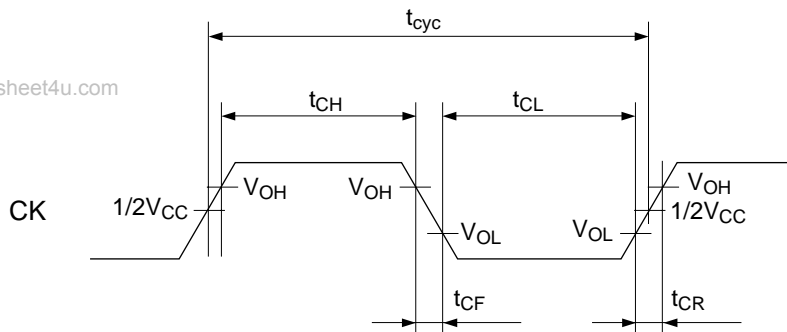 tcyc
sheet4u.com
tCH
tCL
VOH
VOH
VOH
CK
1/2VCC
1/2VCC
VOL
VOL
tCF
tCR